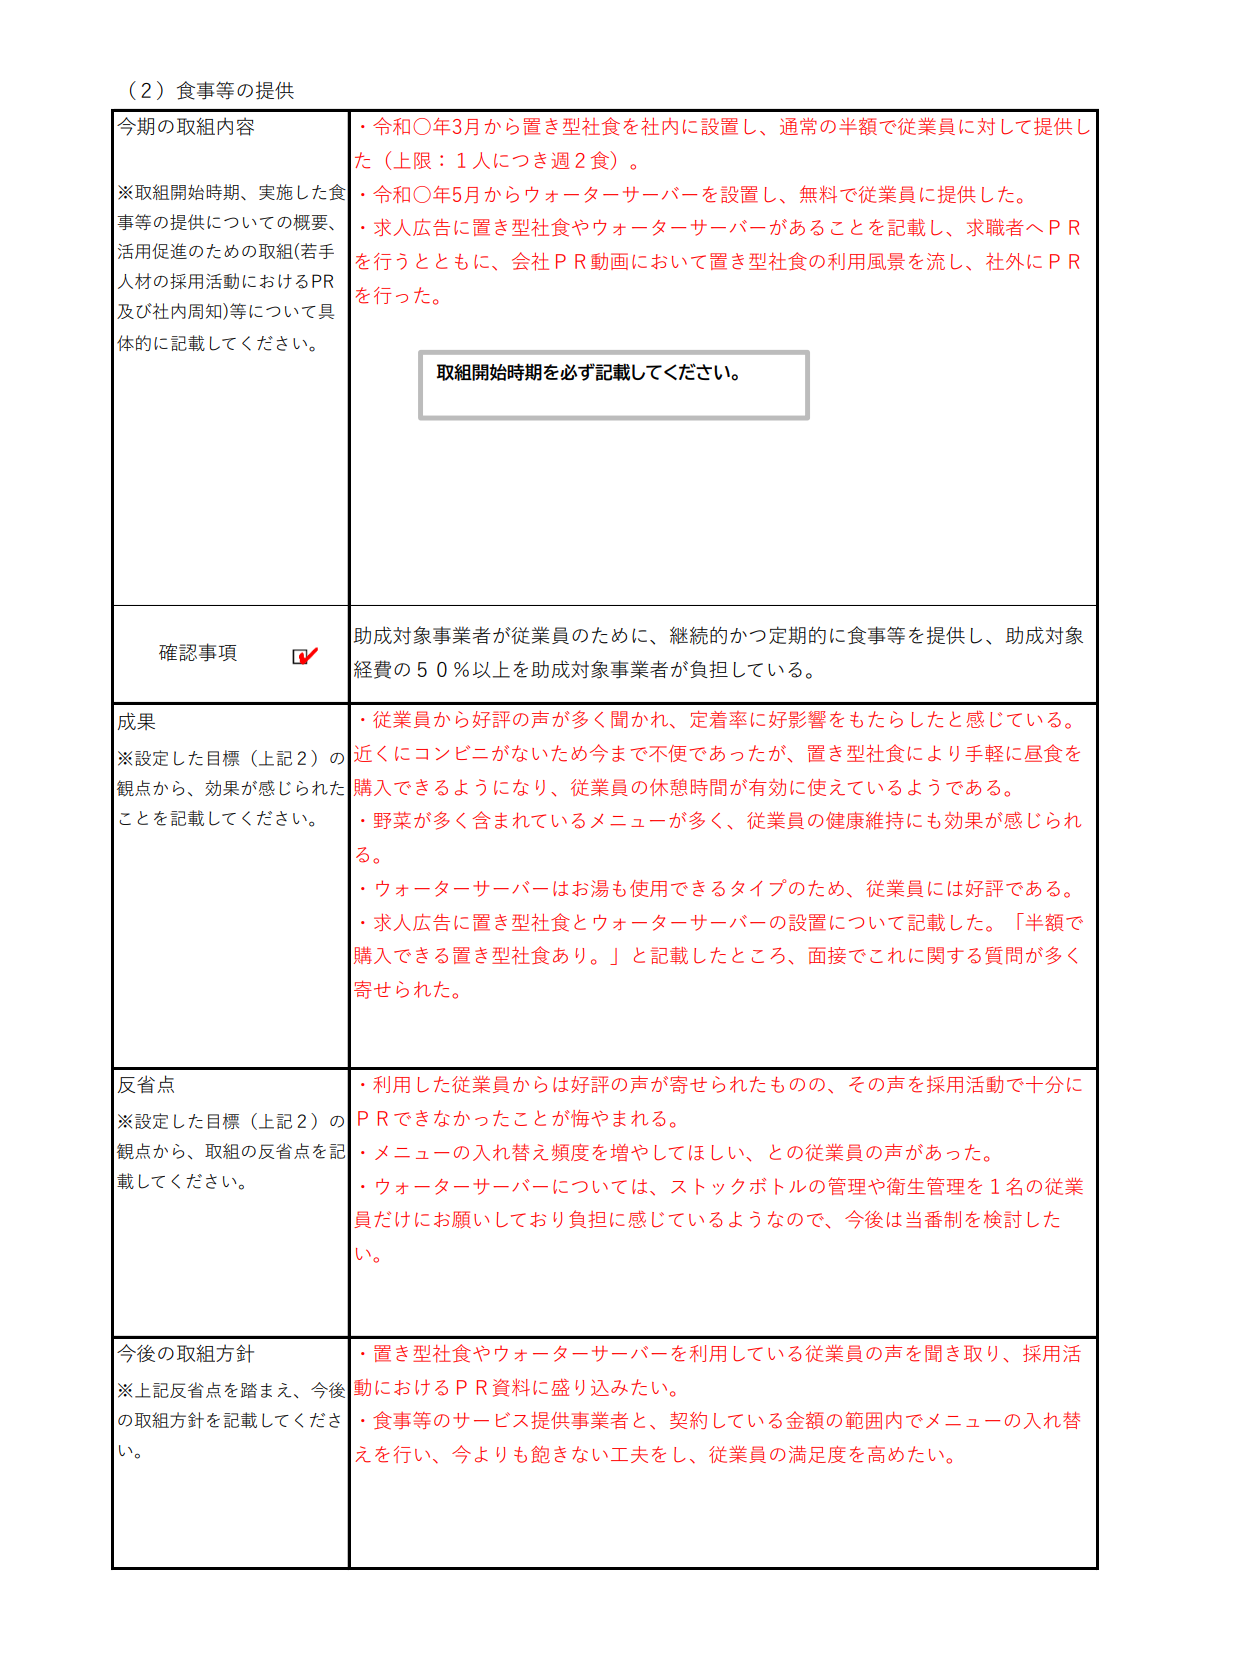 （２）食事等の提供
今期の取組内容
※取組開始時期、実施した食
事等の提供についての概要、
活用促進のための取組(若手
人材の採用活動におけるPR
及び社内周知)等について具
体的に記載してください。
・令和〇年3月から置き型社食を社内に設置し、通常の半額で従業員に対して提供し
た（上限：１人につき週２食）。
・令和〇年5月からウォーターサーバーを設置し、無料で従業員に提供した。
・求人広告に置き型社食やウォーターサーバーがあることを記載し、求職者へＰＲ
を行うとともに、会社ＰＲ動画において置き型社食の利用風景を流し、社外にＰＲ
を行った。
取組開始時期を必ず記載してください。
確認事項
助成対象事業者が従業員のために、継続的かつ定期的に食事等を提供し、助成対象
経費の５０％以上を助成対象事業者が負担している。
成果
※設定した目標（上記２）の
観点から、効果が感じられた
ことを記載してください。
・従業員から好評の声が多く聞かれ、定着率に好影響をもたらしたと感じている。
近くにコンビニがないため今まで不便であったが、置き型社食により手軽に昼食を
購入できるようになり、従業員の休憩時間が有効に使えているようである。
・野菜が多く含まれているメニューが多く、従業員の健康維持にも効果が感じられ
る。
・ウォーターサーバーはお湯も使用できるタイプのため、従業員には好評である。
・求人広告に置き型社食とウォーターサーバーの設置について記載した。「半額で
購入できる置き型社食あり。」と記載したところ、面接でこれに関する質問が多く
寄せられた。
反省点
※設定した目標（上記２）の
観点から、取組の反省点を記
載してください。
・利用した従業員からは好評の声が寄せられたものの、その声を採用活動で十分に
ＰＲできなかったことが悔やまれる。
・メニューの入れ替え頻度を増やしてほしい、との従業員の声があった。
・ウォーターサーバーについては、ストックボトルの管理や衛生管理を１名の従業
員だけにお願いしており負担に感じているようなので、今後は当番制を検討した
い。
今後の取組方針
※上記反省点を踏まえ、今後
の取組方針を記載してくださ
い。
・置き型社食やウォーターサーバーを利用している従業員の声を聞き取り、採用活
動におけるＰＲ資料に盛り込みたい。
・食事等のサービス提供事業者と、契約している金額の範囲内でメニューの入れ替
えを行い、今よりも飽きない工夫をし、従業員の満足度を高めたい。